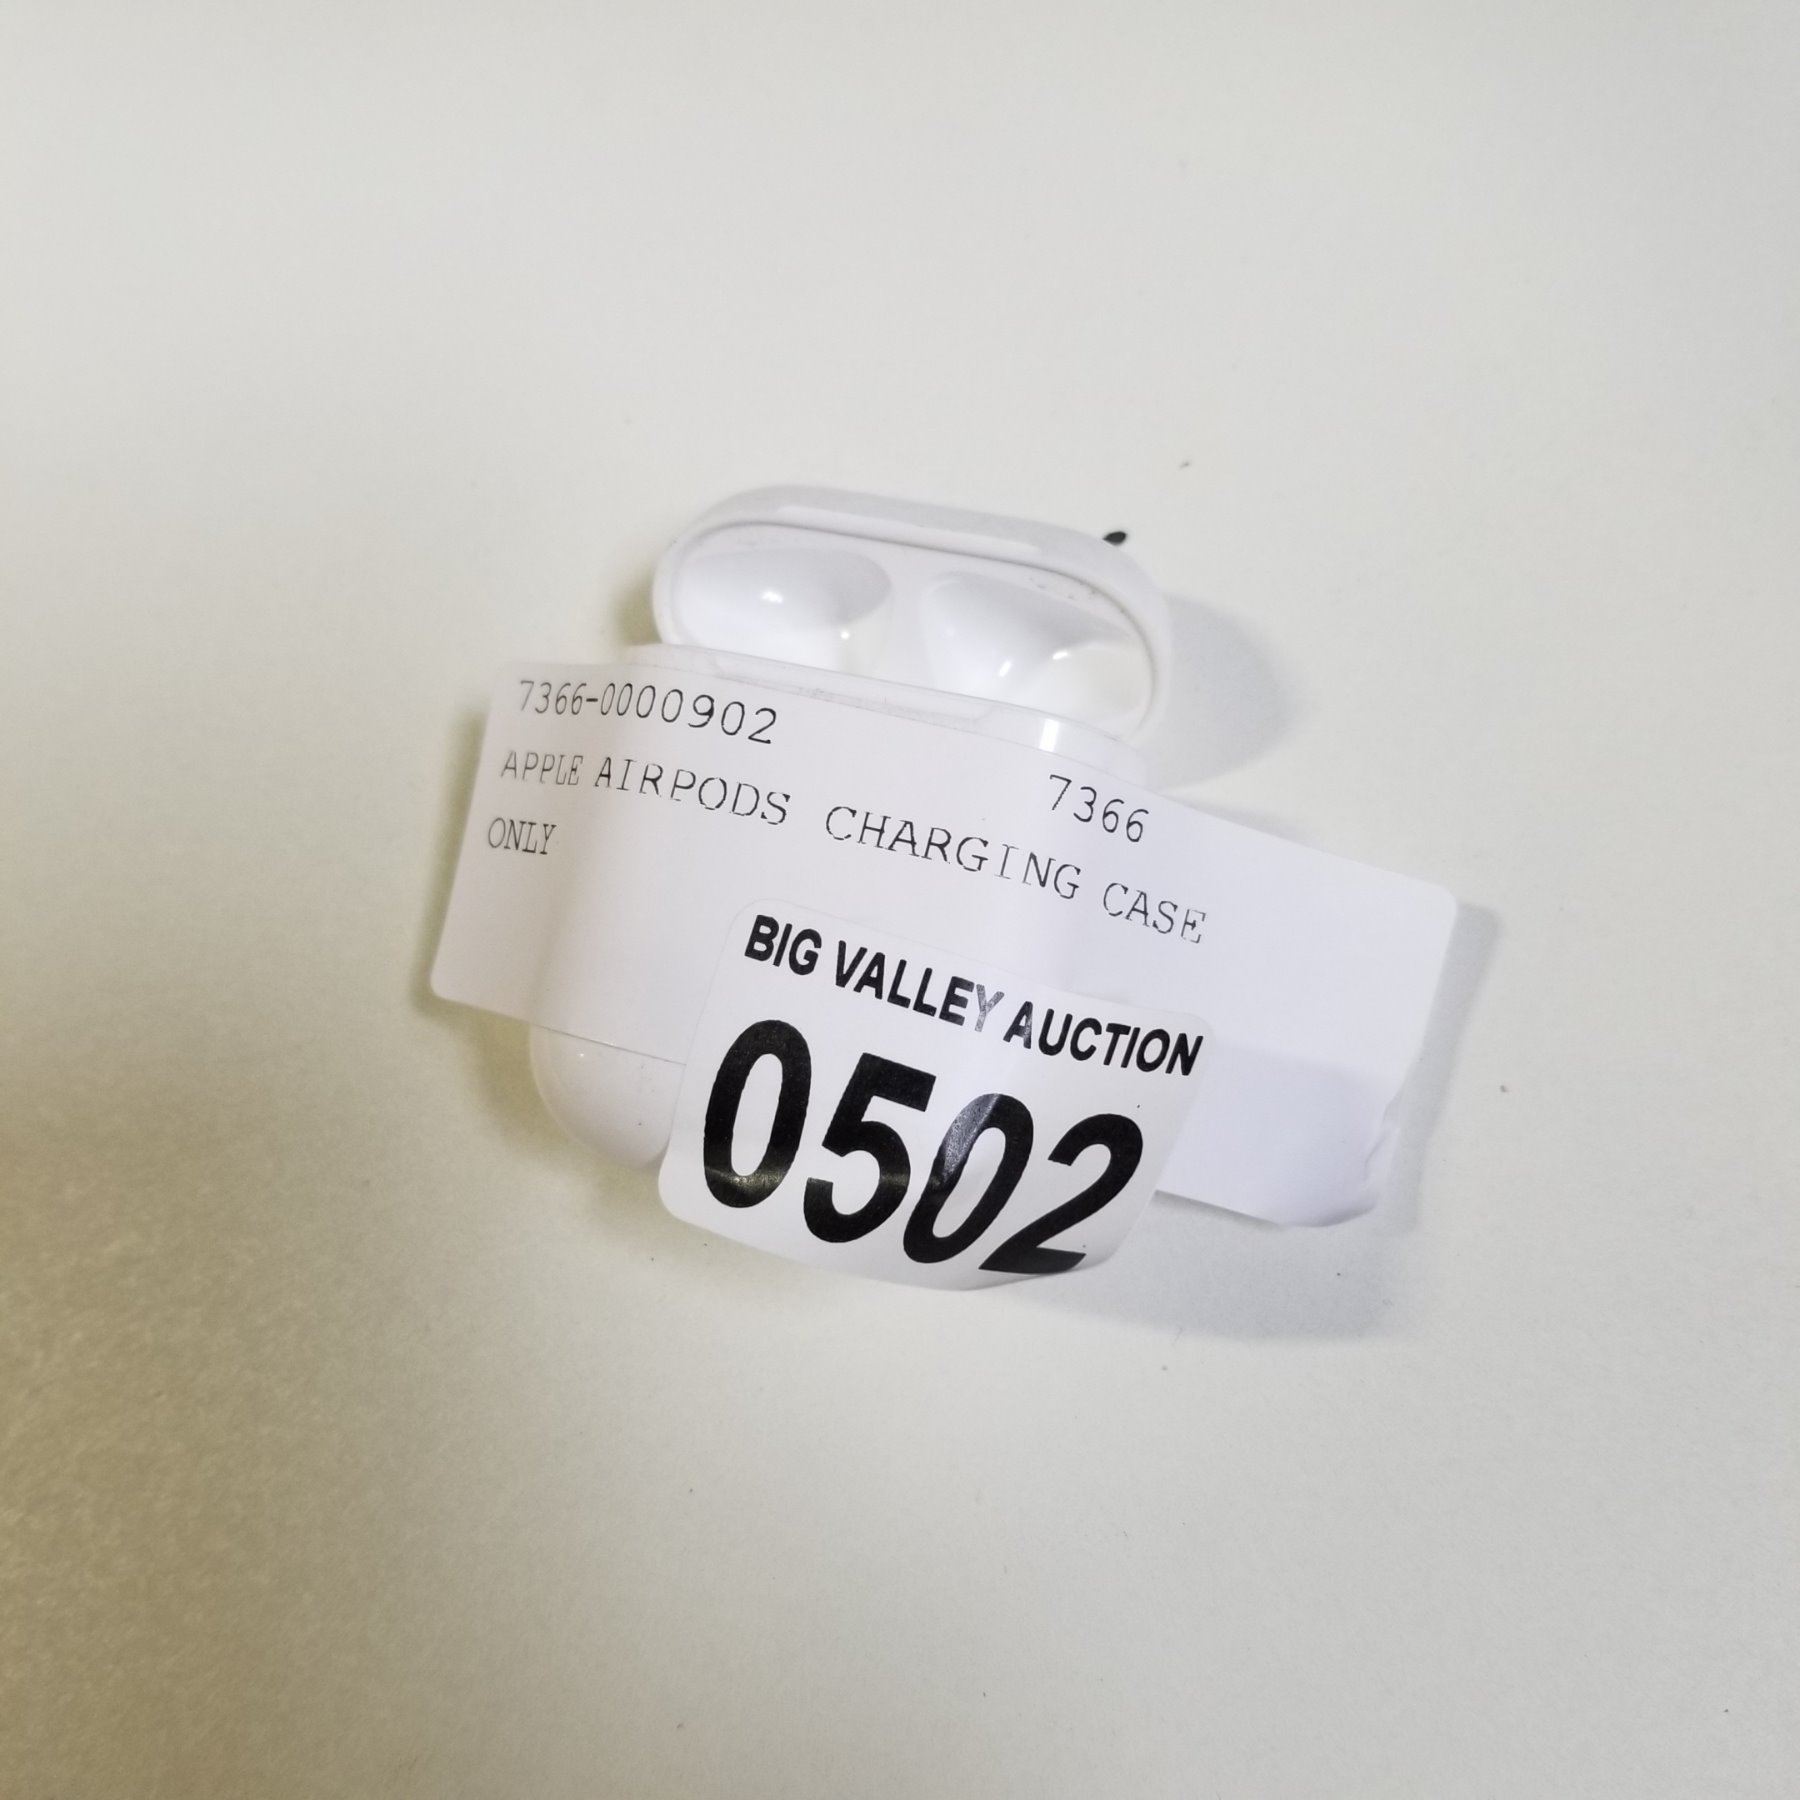 7366-0000902
7366
APPLE AIRPODS CHARGING CASE
ONLY
BIG VALLEY AUCTION
0502